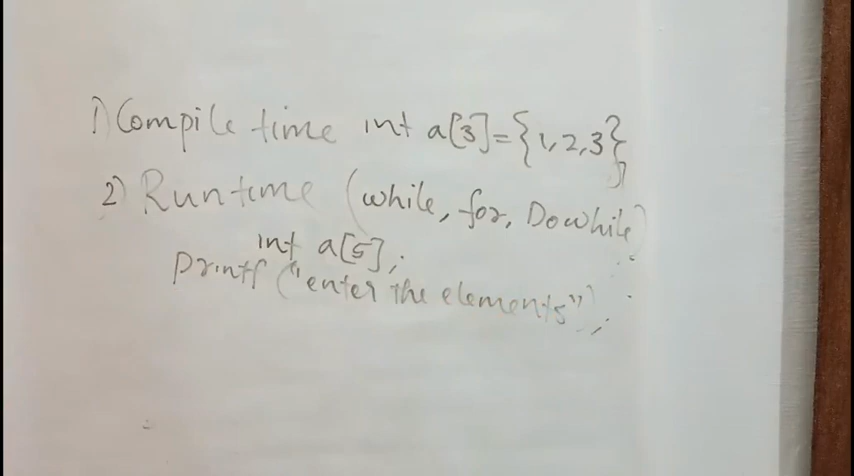 1) Compile time int a[3]={1,2,3};
2) Runtime (while, for, Dowhile)
int a[5];
printf ("enter the elements");